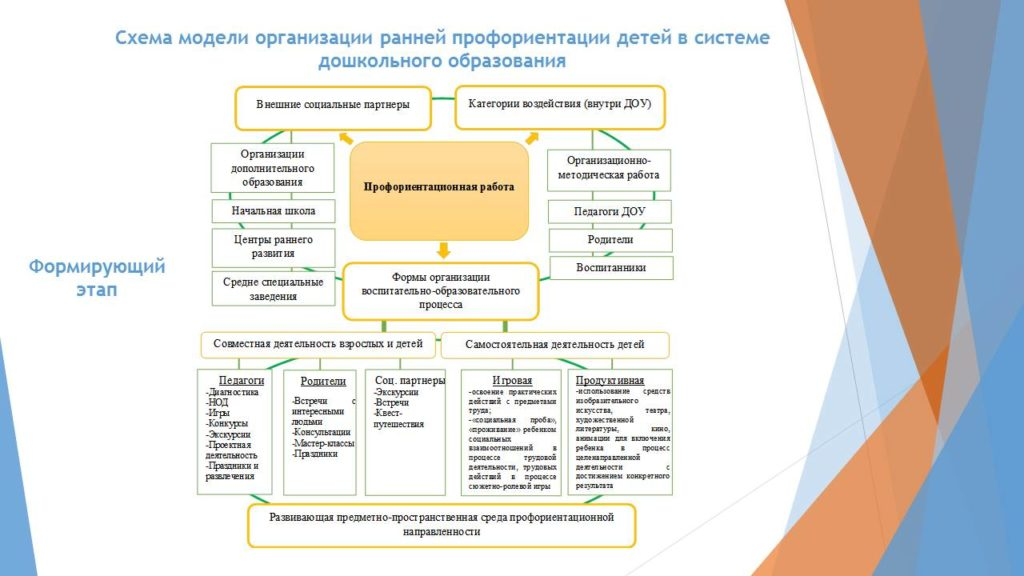 Схема модели организации ранней профориентации детей в системе
дошкольного образования
Внешние социальные партнеры
Категории воздействия (внутри ДОУ)
Организации
дополнительного
образования
Начальная школа
Центры раннего
развития
Средне специальные
заведения
Профориентационная работа
Организационно-
методическая работа
Педагоги ДОУ
Родители
Воспитанники
Формирующий
этап
Формы организации
воспитательно-образовательного
процесса
Совместная деятельность взрослых и детей
Самостоятельная деятельность детей
Педагоги
-Диагностика
-НОД
-Игры
-Конкурсы
-Экскурсии
-Проектная
деятельность
-Праздники и
развлечения
Родители
-Встречи с
интересными
людьми
-Консультации
-Мастер-классы
-Праздники
Соц. партнеры
-Экскурсии
-Встречи
-Квест-
путешествия
Игровая
-освоение практических
действий с предметами
труда;
-«социальная проба»,
«проживание» ребенком
социальных
взаимоотношений в
процессе трудовой
деятельности, трудовых
действий в процессе
сюжетно-ролевой игры
Продуктивная
-использование средств
изобразительного
искусства, театра,
художественной
литературы, кино,
анимации для включения
ребенка в процесс
целенаправленной
деятельности с
достижением конкретного
результата
Развивающая предметно-пространственная среда профориентационной
направленности